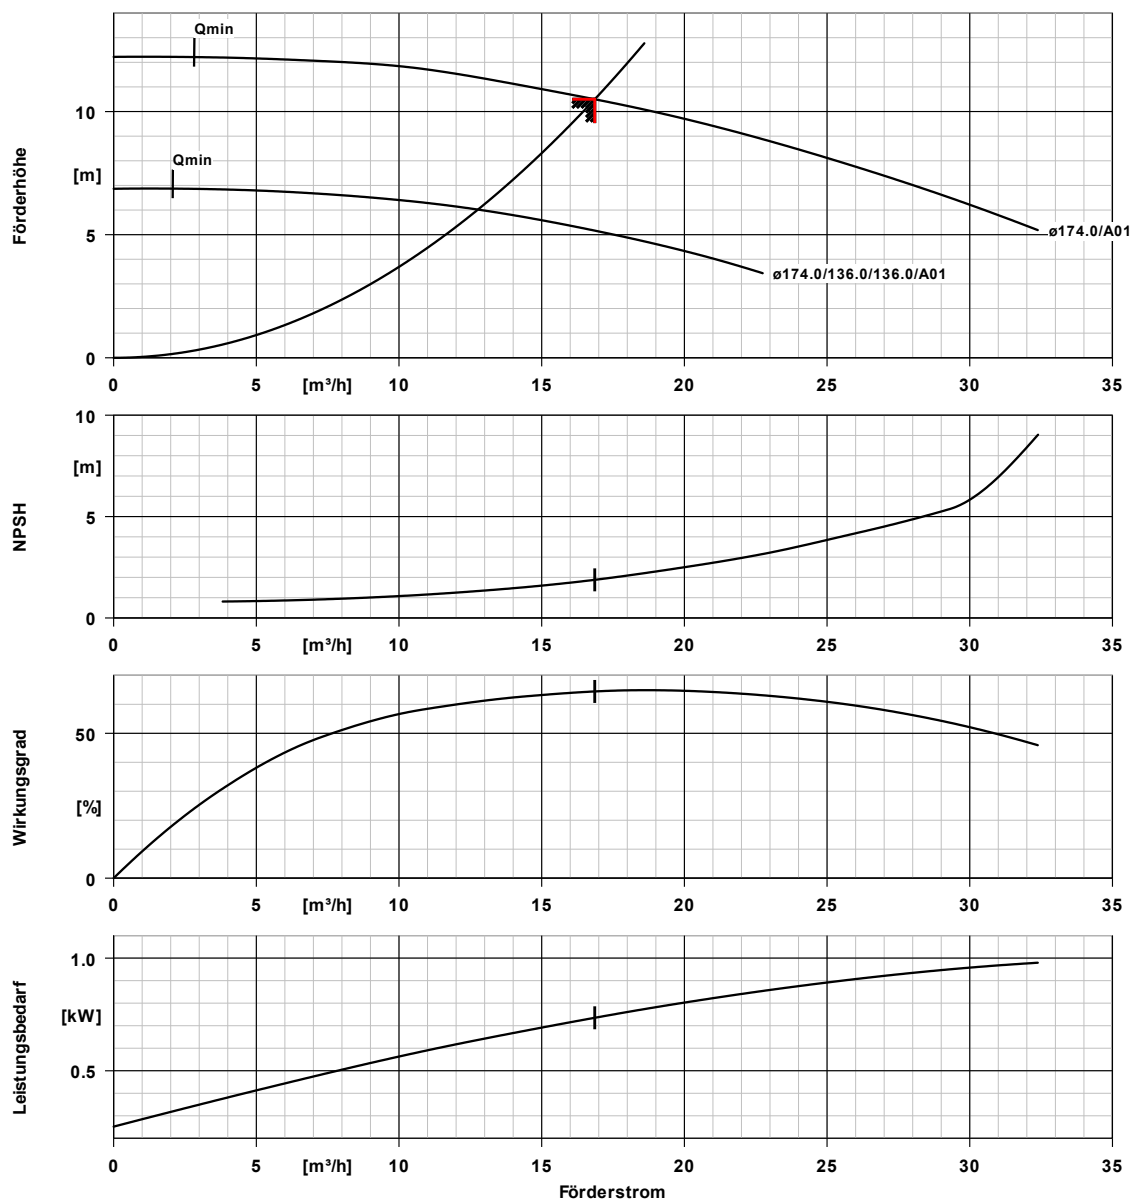 Qmin
10
Qmin
[m]
Förderhöhe
5
ø174.0/A01
ø174.0/136.0/136.0/A01
0
0 5 [m³/h] 10 15 20 25 30 35
10
[m]
NPSH
5
0
0 5 [m³/h] 10 15 20 25 30 35
50
Wirkungsgrad
[%]
0
0 5 [m³/h] 10 15 20 25 30 35
1.0
[kW]
Leistungsbedarf
0.5
0 5 [m³/h] 10 15 20 25 30 35
Förderstrom